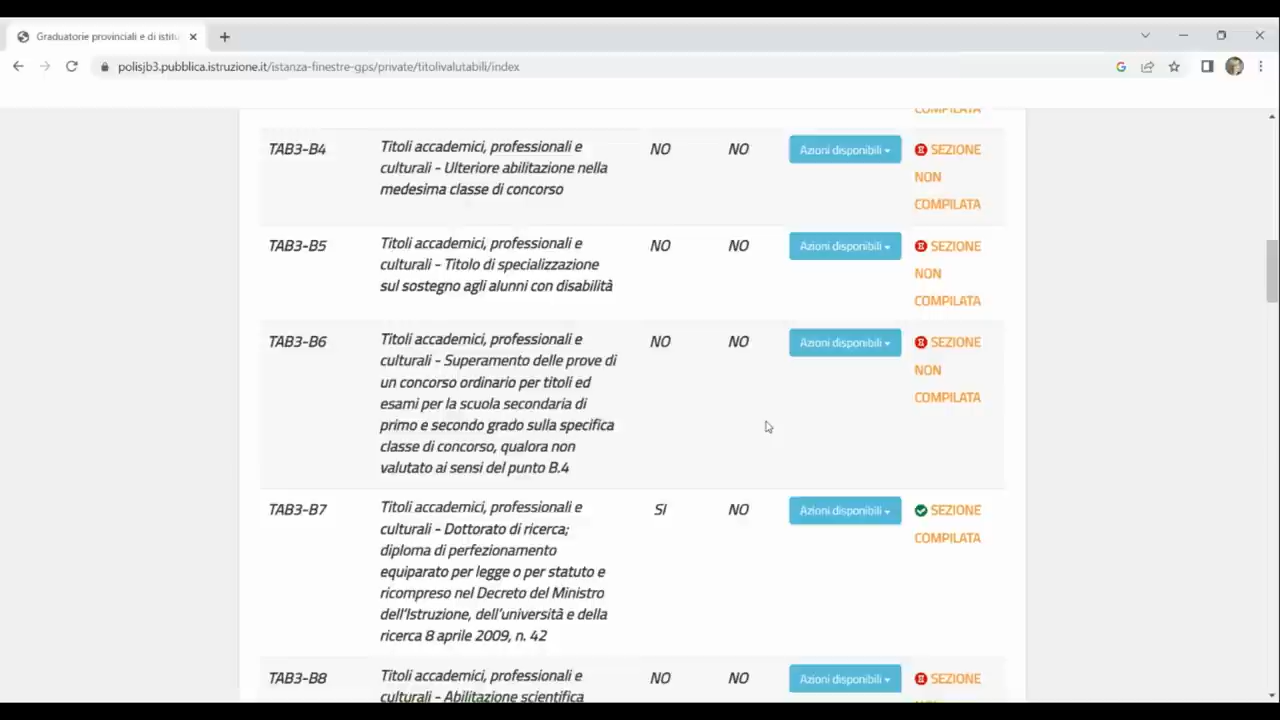 Graduatorie provinciali e di istitu
polisjb3.pubblica.istruzione.it/istanza-finestre-gps/private/titolivalutabili/index
COMPILATA
TAB3-B4
Titoli accademici, professionali e
culturali - Ulteriore abilitazione nella
medesima classe di concorso
NO
NO
Azioni disponibili
SEZIONE
NON
COMPILATA
TAB3-B5
Titoli accademici, professionali e
culturali - Titolo di specializzazione
sul sostegno agli alunni con disabilità
NO
NO
Azioni disponibili
SEZIONE
NON
COMPILATA
TAB3-B6
Titoli accademici, professionali e
culturali - Superamento delle prove di
un concorso ordinario per titoli ed
esami per la scuola secondaria di
primo e secondo grado sulla specifica
classe di concorso, qualora non
valutato ai sensi del punto B.4
NO
NO
Azioni disponibili
SEZIONE
NON
COMPILATA
TAB3-B7
Titoli accademici, professionali e
culturali - Dottorato di ricerca;
diploma di perfezionamento
equiparato per legge o per statuto e
ricompreso nel Decreto del Ministro
dell'Istruzione, dell'università e della
ricerca 8 aprile 2009, n. 42
SI
NO
Azioni disponibili
SEZIONE
COMPILATA
TAB3-B8
Titoli accademici, professionali e
culturali - Abilitazione scientifica
NO
NO
Azioni disponibili
SEZIONE